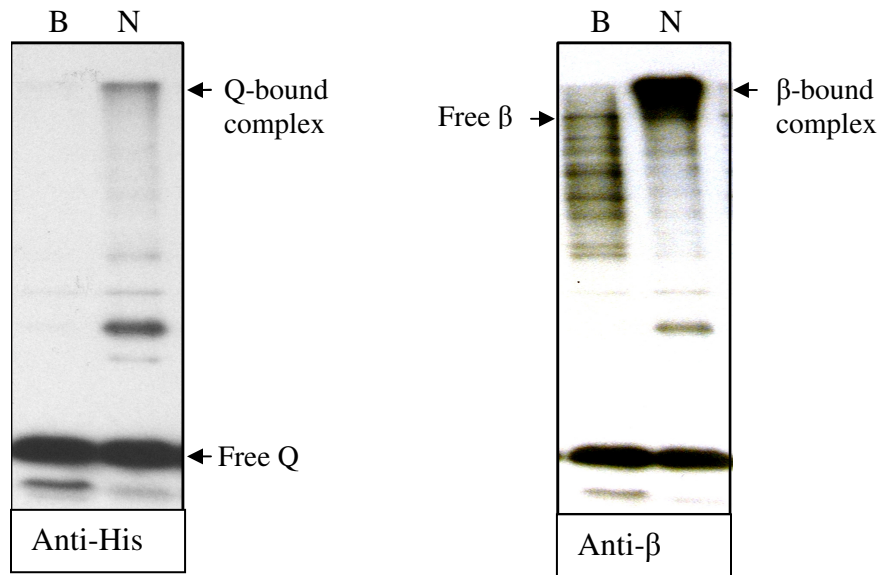 B N
Q-bound
complex
Free Q
Anti-His
B N
Free β
β-bound
complex
Anti-β